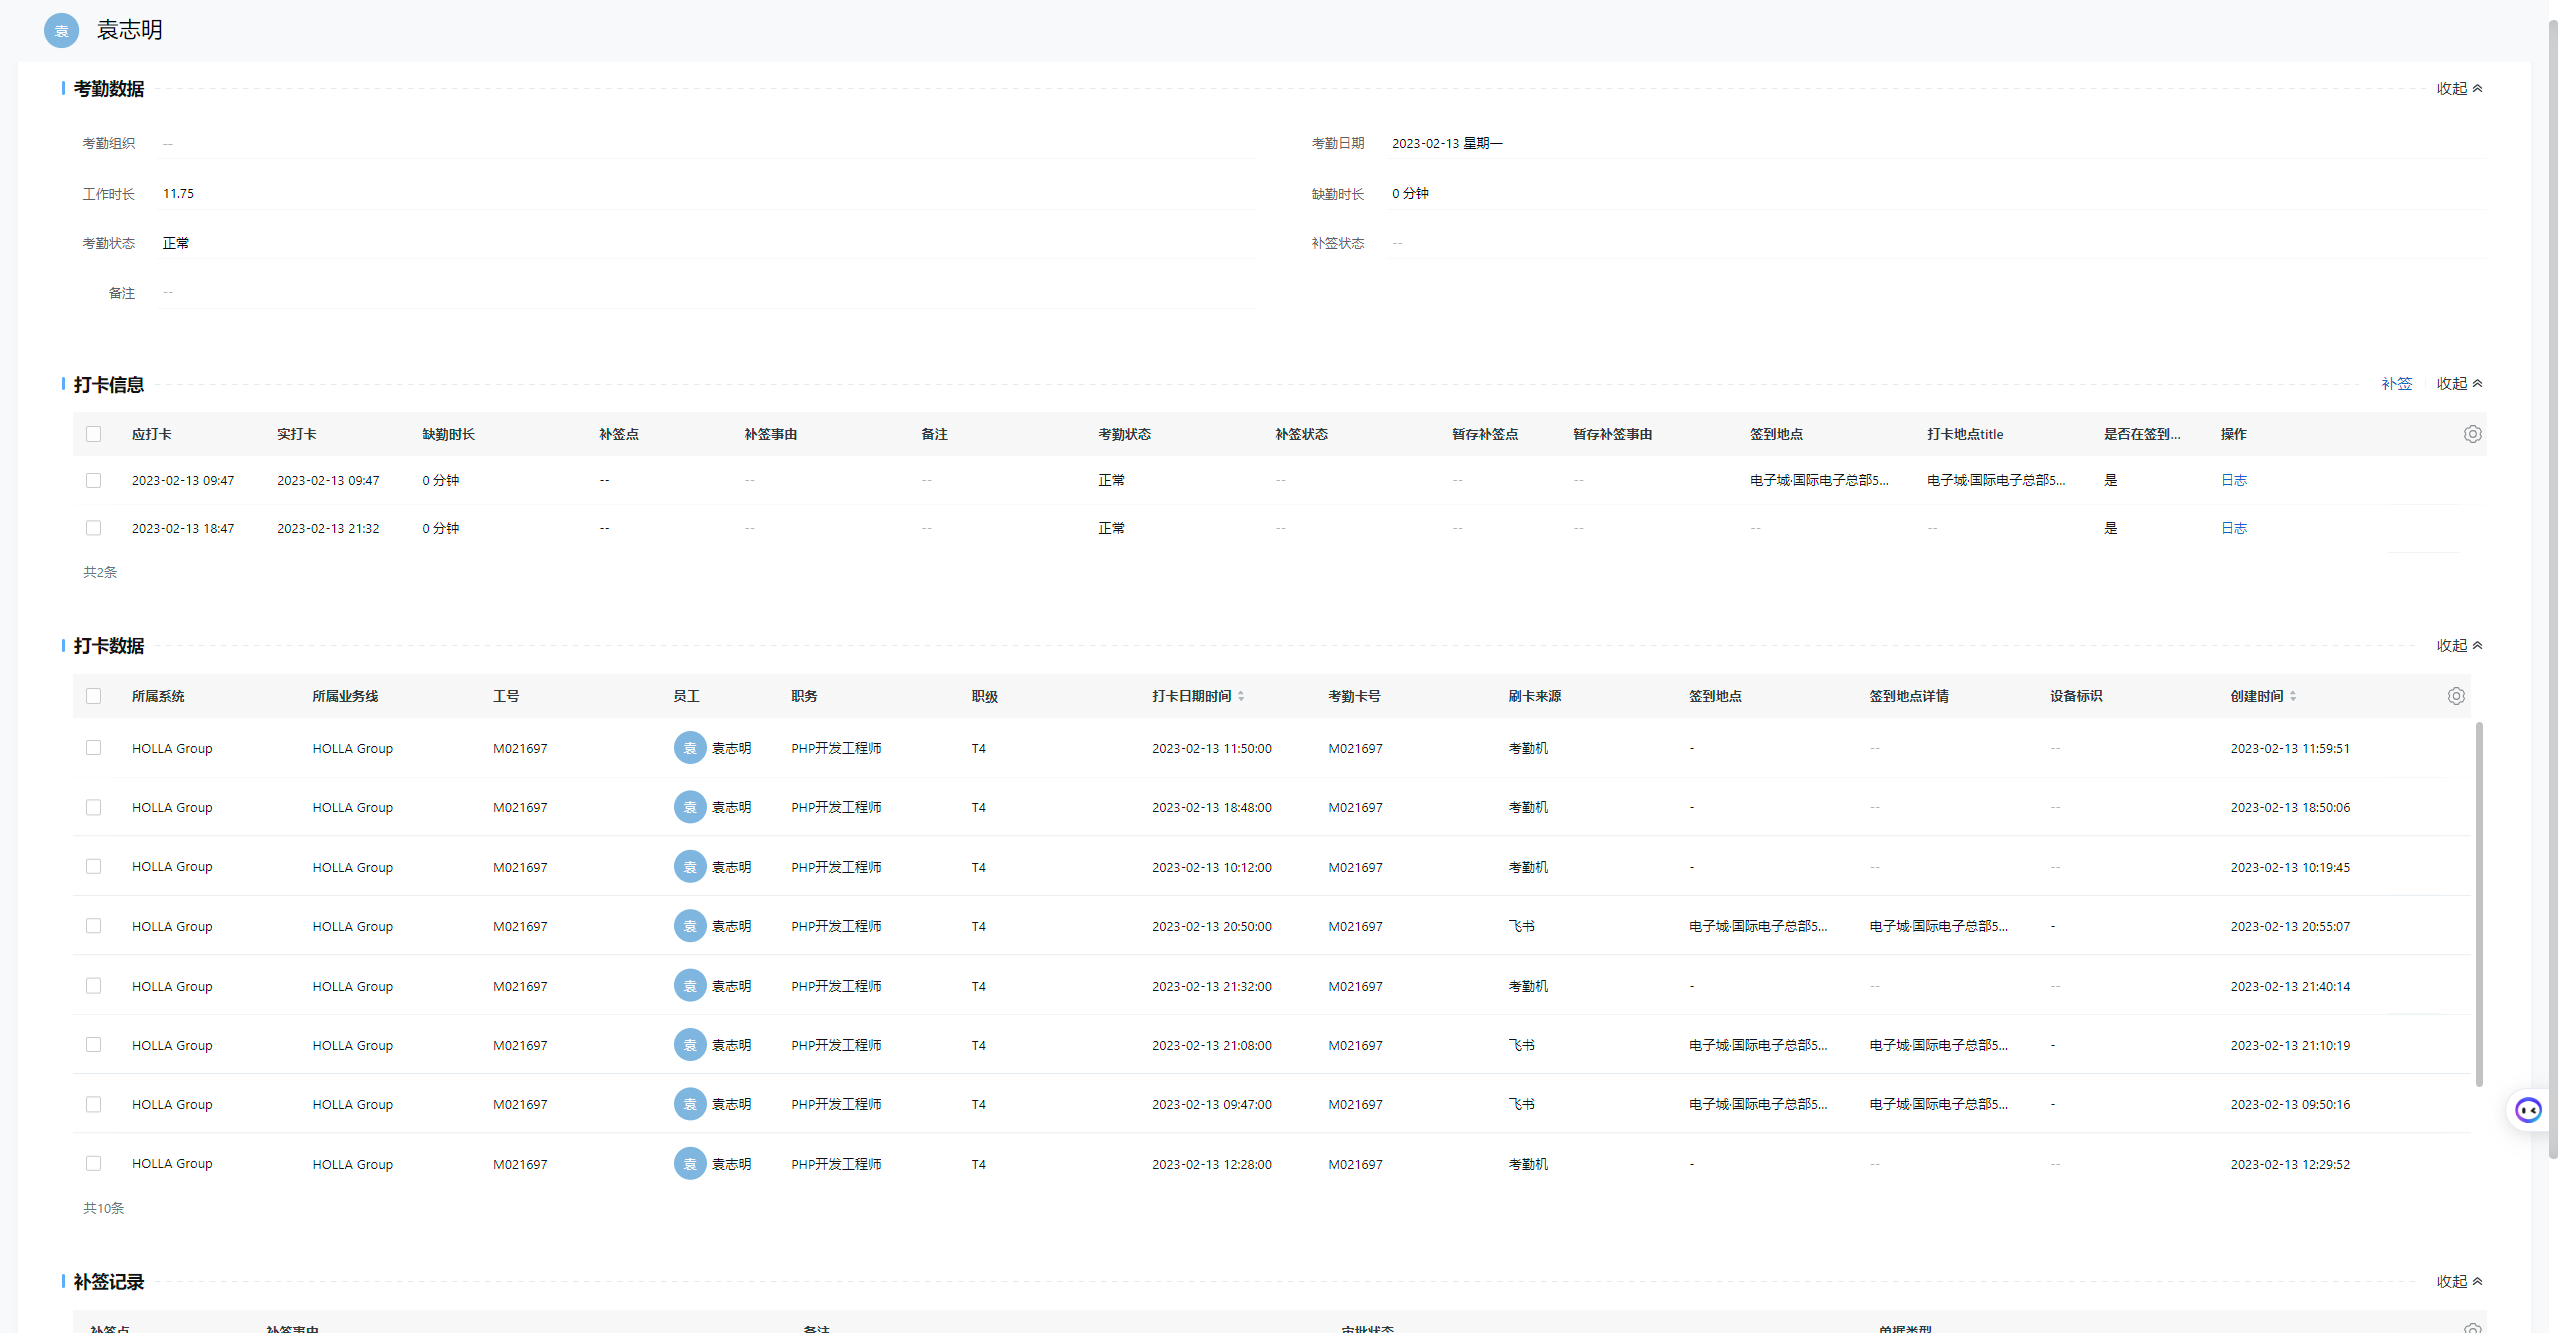 袁 袁志明
考勤数据 收起
考勤组织 -- 考勤日期 2023-02-13 星期一
工作时长 11.75 缺勤时长 0 分钟
考勤状态 正常 补签状态 --
备注 --
打卡信息 补签 收起
应打卡 实打卡 缺勤时长 补签点 补签事由 备注 考勤状态 补签状态 暂存补签点 暂存补签事由 签到地点 打卡地点title 是否在签到... 操作
2023-02-13 09:47 2023-02-13 09:47 0 分钟 -- -- -- 正常 -- -- -- 电子城·国际电子总部5... 电子城·国际电子总部5... 是 日志
2023-02-13 18:47 2023-02-13 21:32 0 分钟 -- -- -- 正常 -- -- -- -- -- 是 日志
共2条
打卡数据 收起
所属系统 所属业务线 工号 员工 职务 职级 打卡日期时间 考勤卡号 刷卡来源 签到地点 签到地点详情 设备标识 创建时间
HOLLA Group HOLLA Group M021697 袁 袁志明 PHP开发工程师 T4 2023-02-13 11:50:00 M021697 考勤机 - -- -- 2023-02-13 11:59:51
HOLLA Group HOLLA Group M021697 袁 袁志明 PHP开发工程师 T4 2023-02-13 18:48:00 M021697 考勤机 - -- -- 2023-02-13 18:50:06
HOLLA Group HOLLA Group M021697 袁 袁志明 PHP开发工程师 T4 2023-02-13 10:12:00 M021697 考勤机 - -- -- 2023-02-13 10:19:45
HOLLA Group HOLLA Group M021697 袁 袁志明 PHP开发工程师 T4 2023-02-13 20:50:00 M021697 飞书 电子城·国际电子总部5... 电子城·国际电子总部5... - 2023-02-13 20:55:07
HOLLA Group HOLLA Group M021697 袁 袁志明 PHP开发工程师 T4 2023-02-13 21:32:00 M021697 考勤机 - -- -- 2023-02-13 21:40:14
HOLLA Group HOLLA Group M021697 袁 袁志明 PHP开发工程师 T4 2023-02-13 21:08:00 M021697 飞书 电子城·国际电子总部5... 电子城·国际电子总部5... - 2023-02-13 21:10:19
HOLLA Group HOLLA Group M021697 袁 袁志明 PHP开发工程师 T4 2023-02-13 09:47:00 M021697 飞书 电子城·国际电子总部5... 电子城·国际电子总部5... - 2023-02-13 09:50:16
HOLLA Group HOLLA Group M021697 袁 袁志明 PHP开发工程师 T4 2023-02-13 12:28:00 M021697 考勤机 - -- -- 2023-02-13 12:29:52
共10条
补签记录 收起
补签点 补签事由 备注 审批状态 单据类型